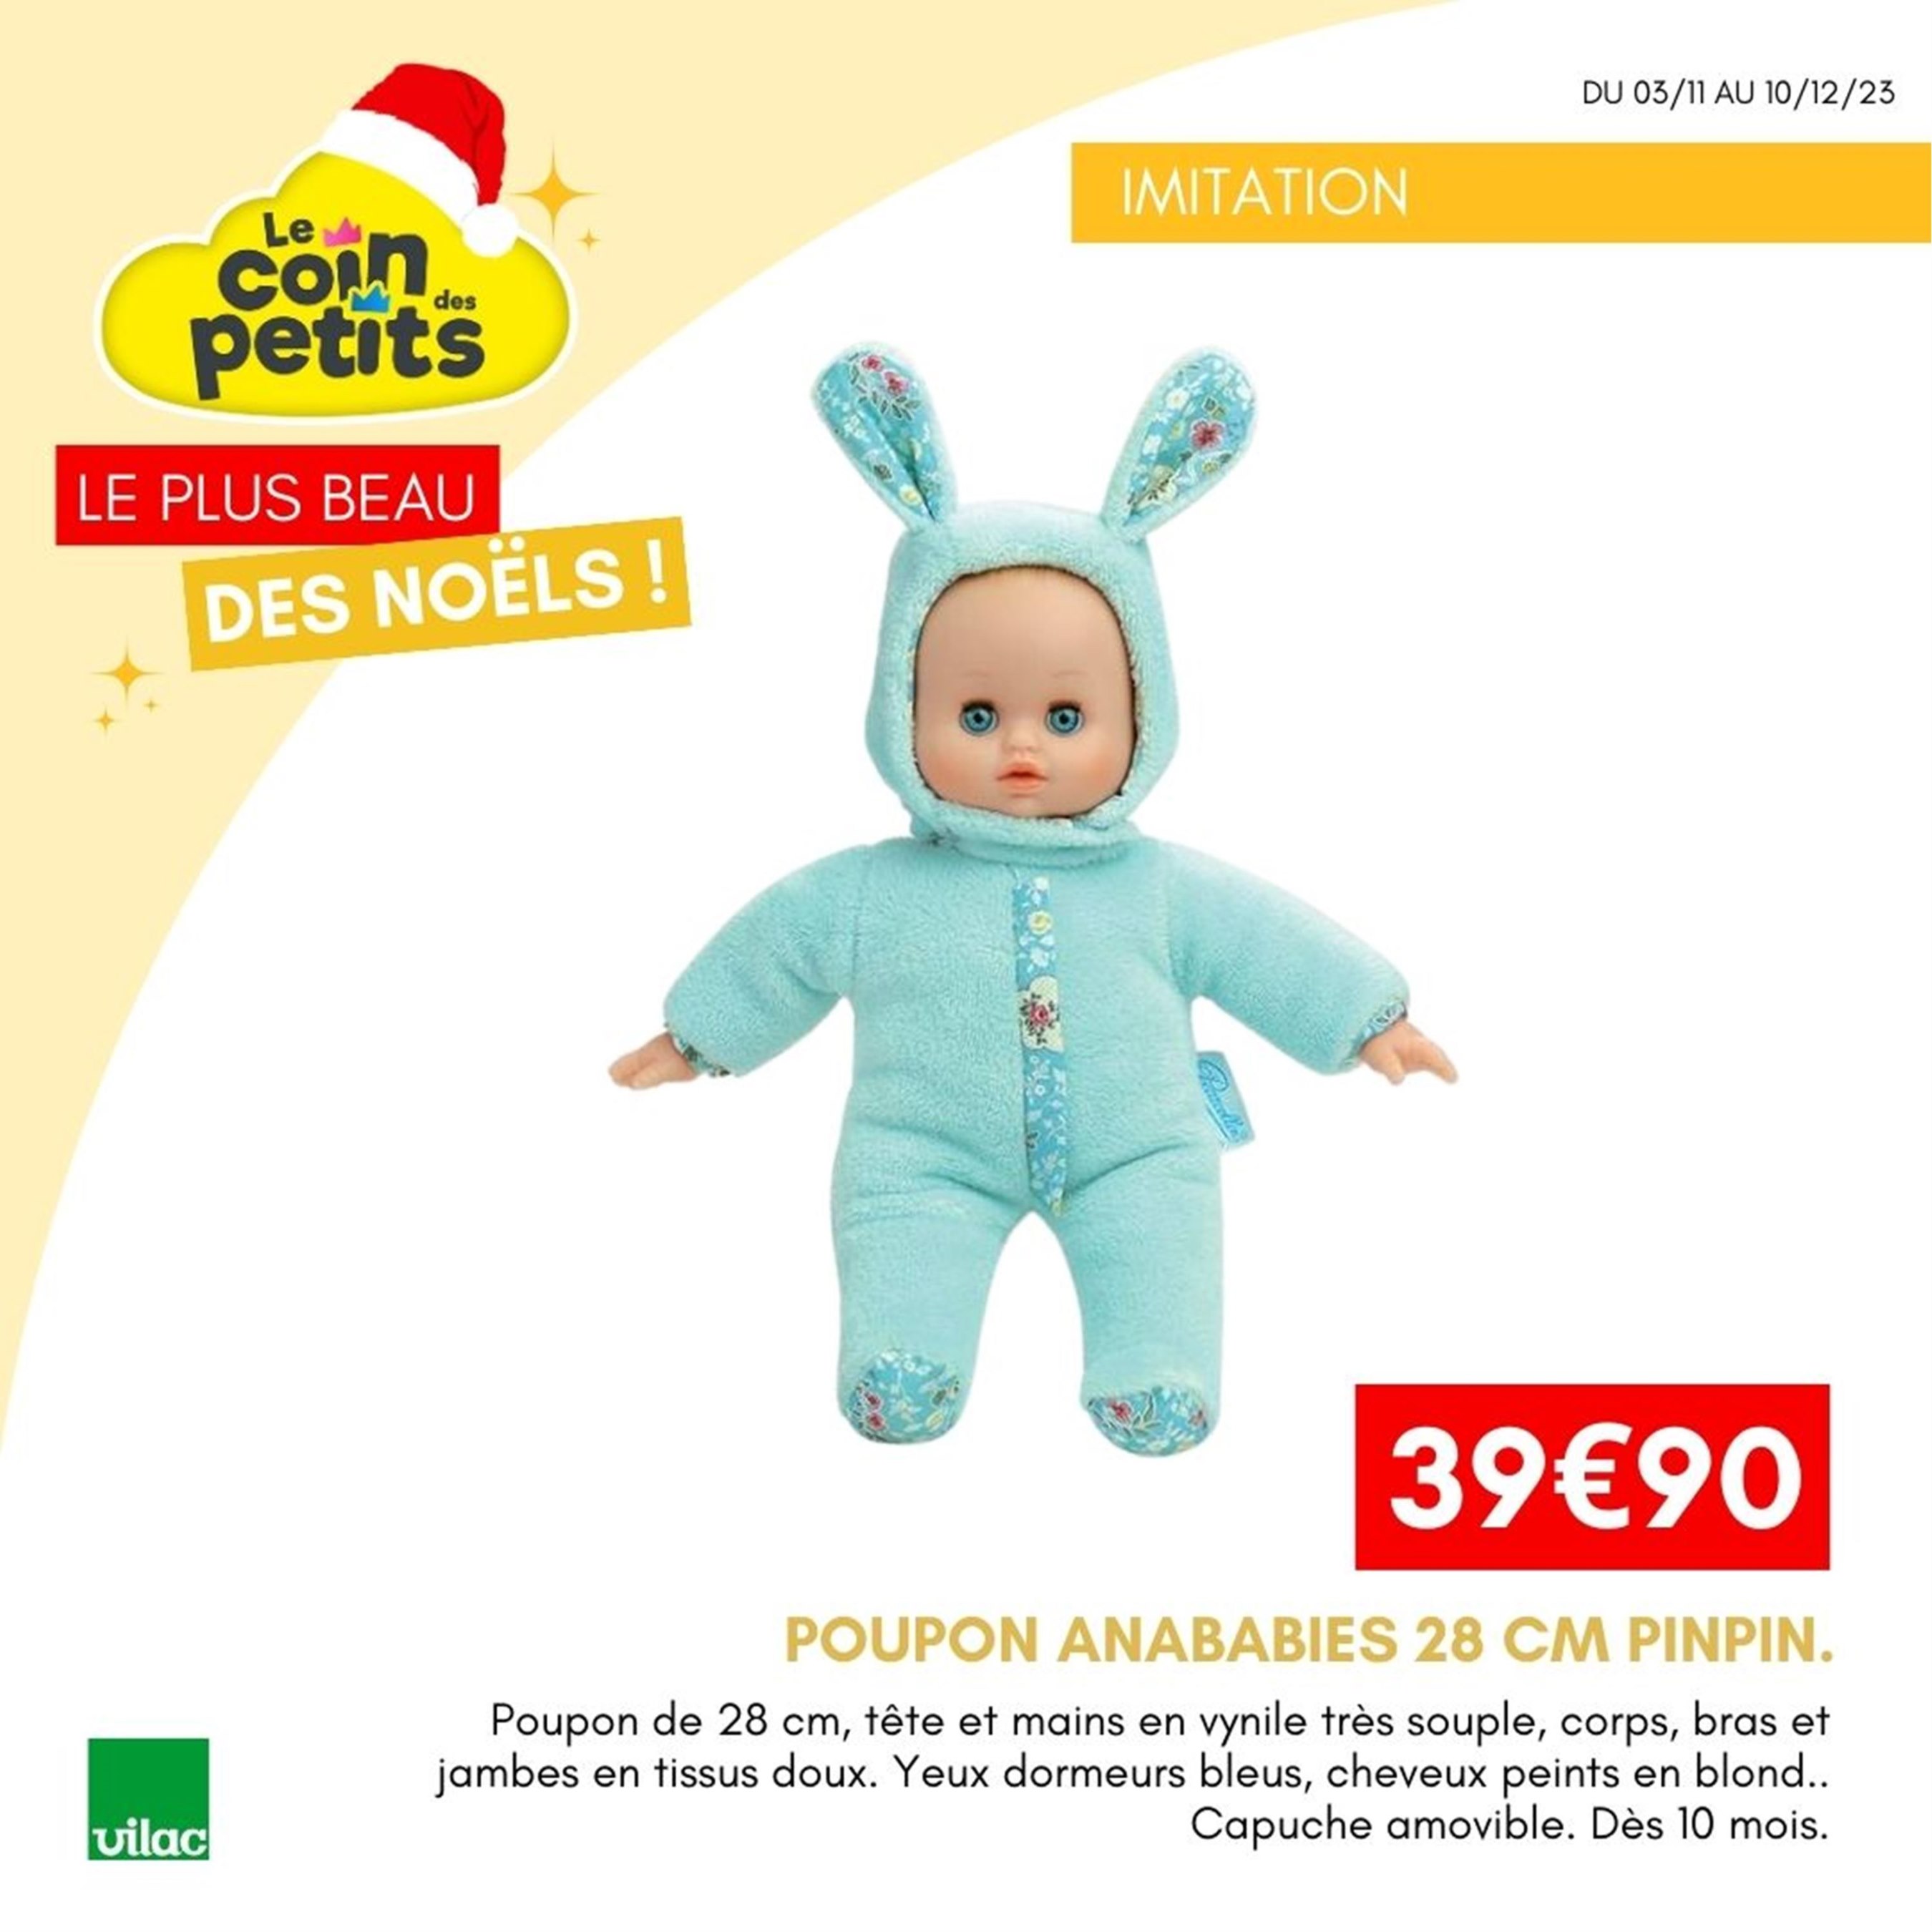 DU 03/11 AU 10/12/23
IMITATION
Le
coin
des
petits
LE PLUS BEAU
DES NOËLS !
39€90
POUPON ANABABIES 28 CM PINPIN.
Poupon de 28 cm, tête et mains en vynile très souple, corps, bras et
jambes en tissus doux. Yeux dormeurs bleus, cheveux peints en blond..
Capuche amovible. Dès 10 mois.
vilac